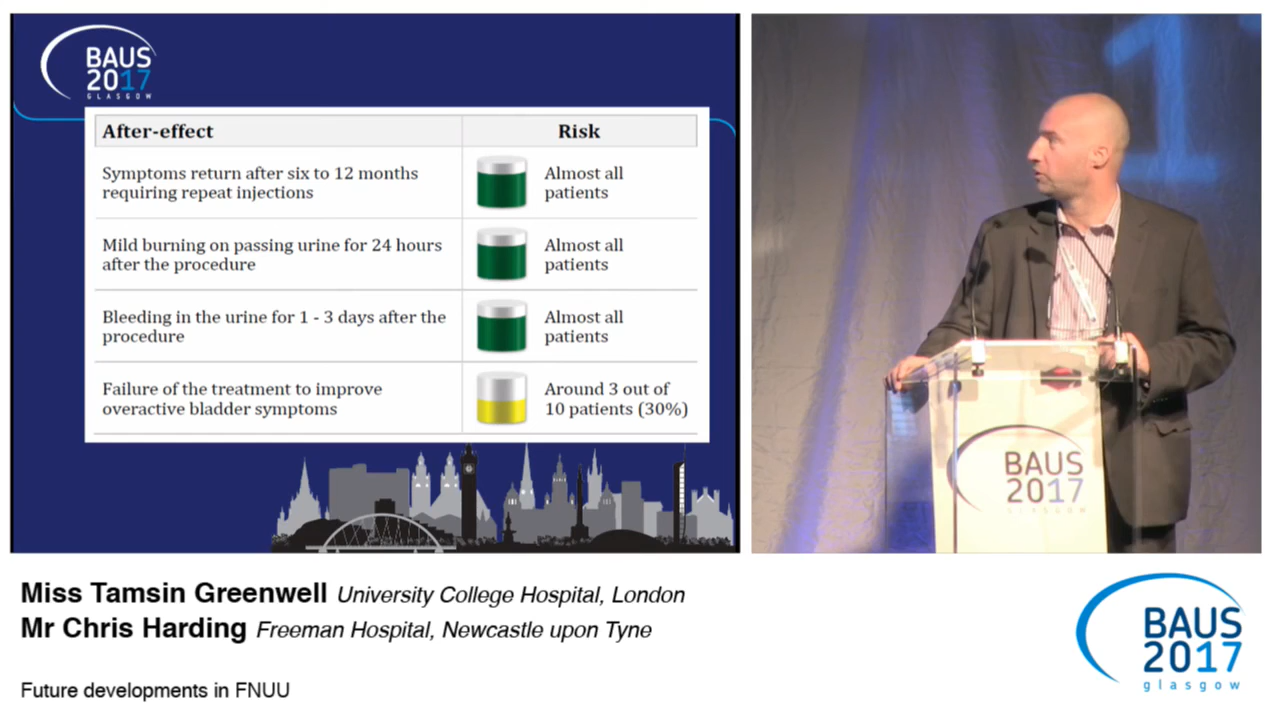 BAUS
2017
GLASGOW
After-effect Risk
Symptoms return after six to 12 months
requiring repeat injections
Almost all
patients
Mild burning on passing urine for 24 hours
after the procedure
Almost all
patients
Bleeding in the urine for 1 - 3 days after the
procedure
Almost all
patients
Failure of the treatment to improve
overactive bladder symptoms
Around 3 out of
10 patients (30%)
1
BAUS
2017
GLASGOW
Miss Tamsin Greenwell University College Hospital, London
Mr Chris Harding Freeman Hospital, Newcastle upon Tyne
Future developments in FNUU
BAUS
2017
glasgow